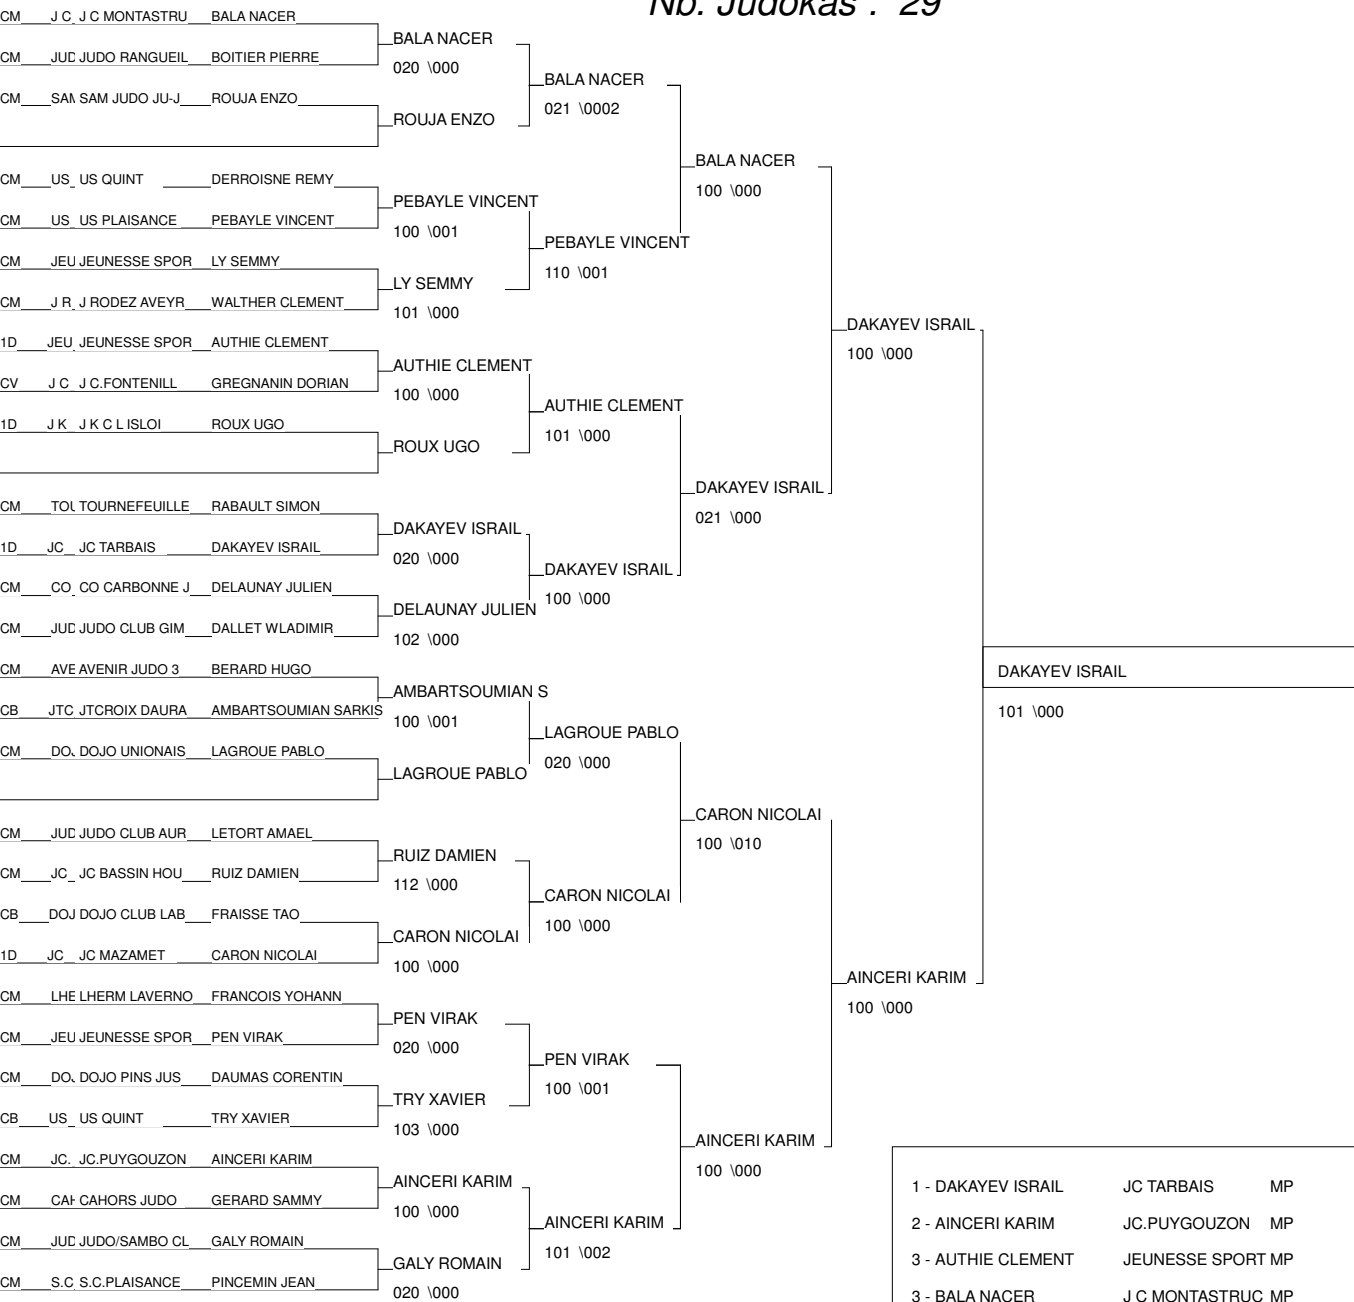 Nb. Judokas : 29
CM J C J C MONTASTRU BALA NACER
BALA NACER
CM JUD JUDO RANGUEIL BOITIER PIERRE
020 \000
BALA NACER
CM SAM SAM JUDO JU-J ROUJA ENZO
021 \0002
ROUJA ENZO
BALA NACER
CM US US QUINT DERROISNE REMY
100 \000
PEBAYLE VINCENT
CM US US PLAISANCE PEBAYLE VINCENT
100 \001
PEBAYLE VINCENT
CM JEU JEUNESSE SPOR LY SEMMY
110 \001
LY SEMMY
CM J R J RODEZ AVEYR WALTHER CLEMENT
101 \000
DAKAYEV ISRAIL
1D JEU JEUNESSE SPOR AUTHIE CLEMENT
100 \000
AUTHIE CLEMENT
CV J C J C.FONTENILL GREGNANIN DORIAN
100 \000
AUTHIE CLEMENT
1D J K J K C L ISLOI ROUX UGO
101 \000
ROUX UGO
DAKAYEV ISRAIL
CM TOU TOURNEFEUILLE RABAULT SIMON
021 \000
DAKAYEV ISRAIL
1D JC JC TARBAIS DAKAYEV ISRAIL
020 \000
DAKAYEV ISRAIL
CM CO CO CARBONNE J DELAUNAY JULIEN
100 \000
DELAUNAY JULIEN
CM JUD JUDO CLUB GIM DALLET WLADIMIR
102 \000
CM AVE AVENIR JUDO 3 BERARD HUGO
DAKAYEV ISRAIL
AMBARTSOUMIAN S
CB JTC JTCROIX DAURA AMBARTSOUMIAN SARKIS
101 \000
100 \001
LAGROUE PABLO
CM DOJ DOJO UNIONAIS LAGROUE PABLO
020 \000
LAGROUE PABLO
CARON NICOLAI
CM JUD JUDO CLUB AUR LETORT AMAEL
100 \010
RUIZ DAMIEN
CM JC JC BASSIN HOU RUIZ DAMIEN
112 \000
CARON NICOLAI
CB DOJ DOJO CLUB LAB FRAISSE TAO
100 \000
CARON NICOLAI
1D JC JC MAZAMET CARON NICOLAI
100 \000
AINCERI KARIM
CM LHE LHERM LAVERNO FRANCOIS YOHANN
100 \000
PEN VIRAK
CM JEU JEUNESSE SPOR PEN VIRAK
020 \000
PEN VIRAK
CM DOJ DOJO PINS JUS DAUMAS CORENTIN
100 \001
TRY XAVIER
CB US US QUINT TRY XAVIER
103 \000
AINCERI KARIM
CM JC. JC.PUYGOUZON AINCERI KARIM
100 \000
AINCERI KARIM
1 - DAKAYEV ISRAIL JC TARBAIS MP
CM CAH CAHORS JUDO GERARD SAMMY
100 \000
AINCERI KARIM
2 - AINCERI KARIM JC.PUYGOUZON MP
CM JUD JUDO/SAMBO CL GALY ROMAIN
101 \002
GALY ROMAIN
3 - AUTHIE CLEMENT JEUNESSE SPORT MP
CM S.C S.C.PLAISANCE PINCEMIN JEAN
020 \000
3 - BALA NACER J C MONTASTRUC MP